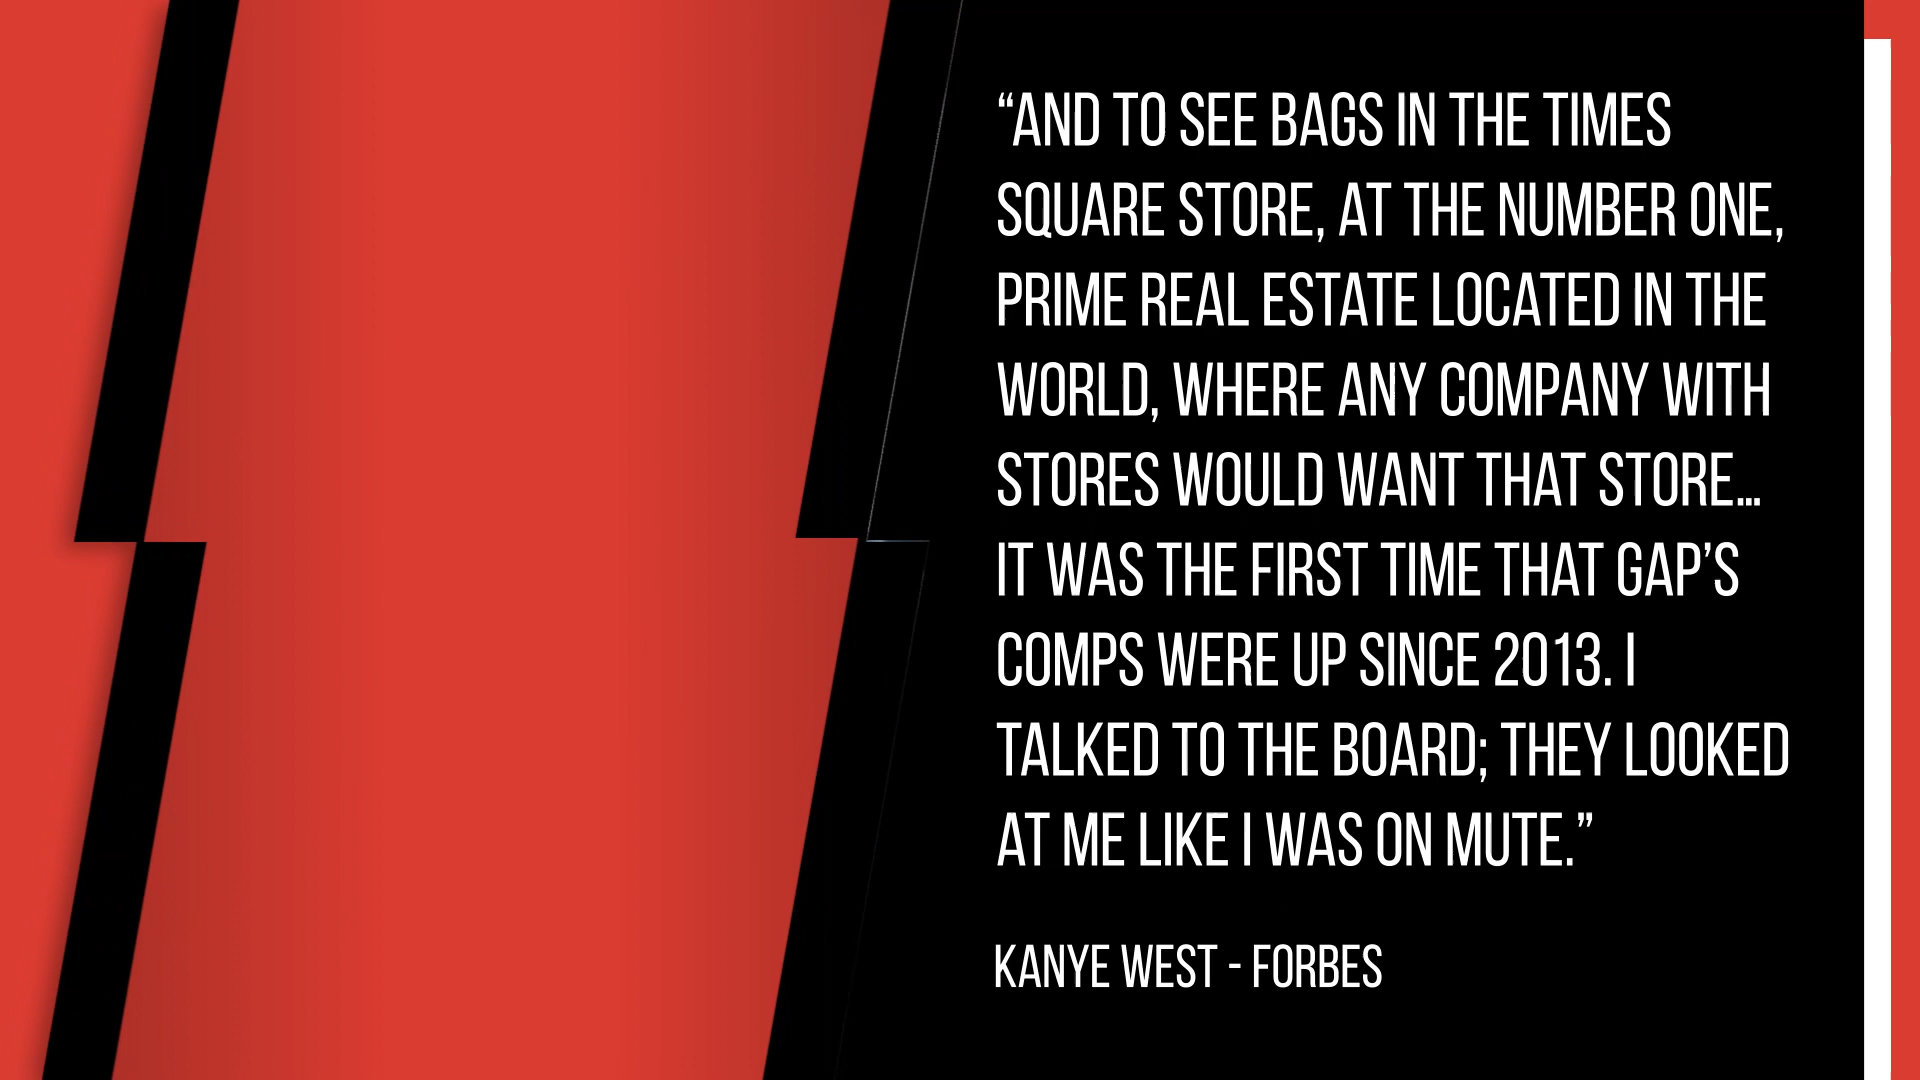 “AND TO SEE BAGS IN THE TIMES
SQUARE STORE, AT THE NUMBER ONE,
PRIME REAL ESTATE LOCATED IN THE
WORLD, WHERE ANY COMPANY WITH
STORES WOULD WANT THAT STORE...
IT WAS THE FIRST TIME THAT GAP’S
COMPS WERE UP SINCE 2013. I
TALKED TO THE BOARD; THEY LOOKED
AT ME LIKE I WAS ON MUTE.”
KANYE WEST - FORBES